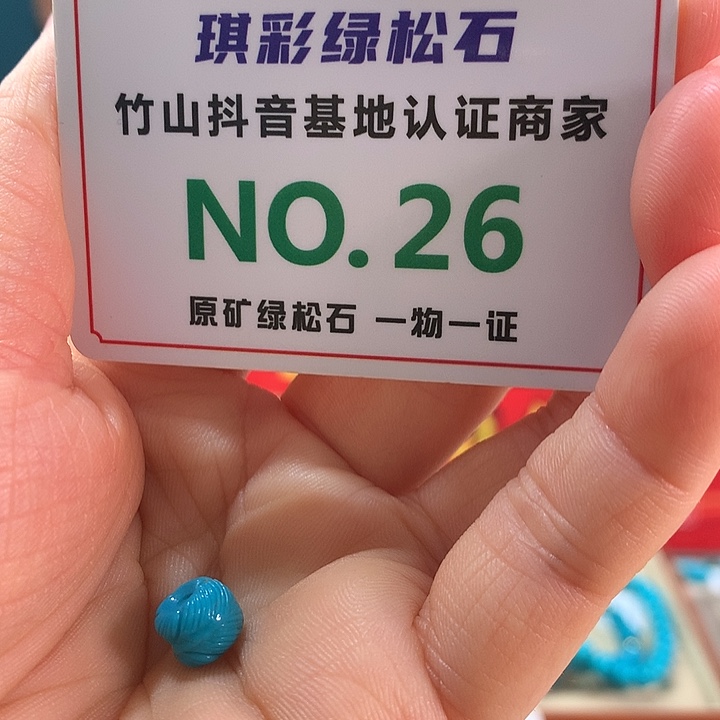 琪彩绿松石
竹山抖音基地认证商家
NO. 26
原矿绿松石 一物一证